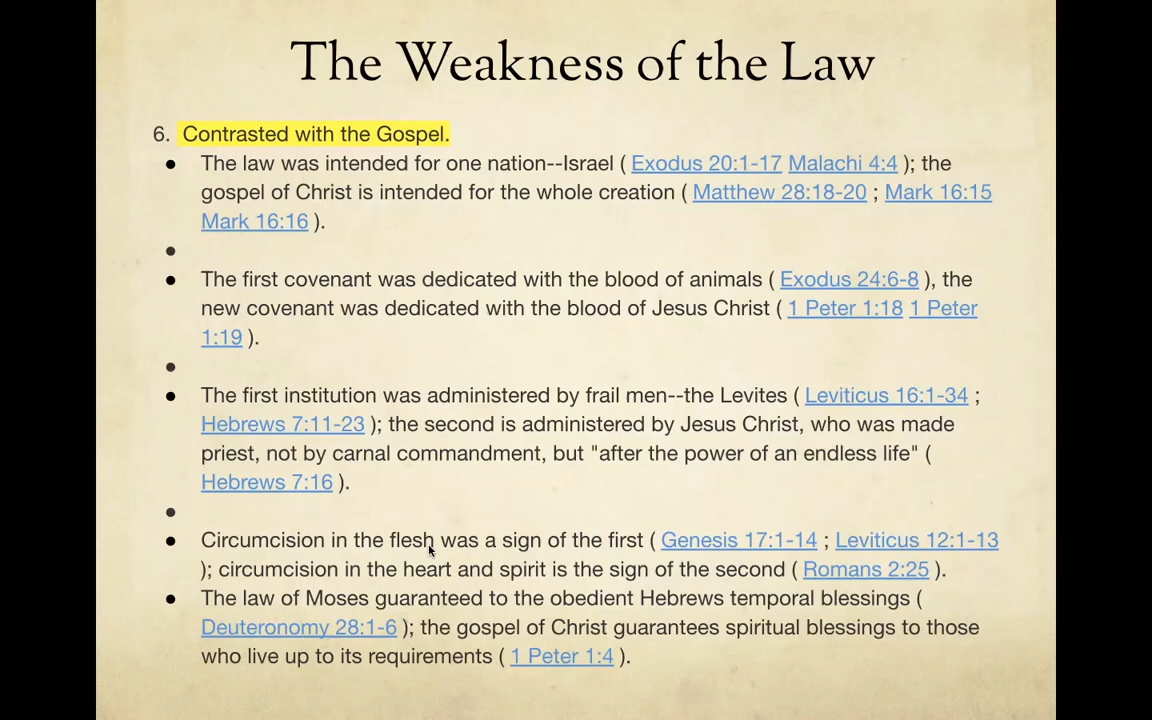 The Weakness of the Law
6. Contrasted with the Gospel.
● The law was intended for one nation--Israel ( Exodus 20:1-17 Malachi 4:4 ); the
gospel of Christ is intended for the whole creation ( Matthew 28:18-20 ; Mark 16:15
Mark 16:16 ).
●
● The first covenant was dedicated with the blood of animals ( Exodus 24:6-8 ), the
new covenant was dedicated with the blood of Jesus Christ ( 1 Peter 1:18 1 Peter
1:19 ).
●
● The first institution was administered by frail men--the Levites ( Leviticus 16:1-34 ;
Hebrews 7:11-23 ); the second is administered by Jesus Christ, who was made
priest, not by carnal commandment, but "after the power of an endless life" (
Hebrews 7:16 ).
●
● Circumcision in the flesh was a sign of the first ( Genesis 17:1-14 ; Leviticus 12:1-13
); circumcision in the heart and spirit is the sign of the second ( Romans 2:25 ).
● The law of Moses guaranteed to the obedient Hebrews temporal blessings (
Deuteronomy 28:1-6 ); the gospel of Christ guarantees spiritual blessings to those
who live up to its requirements ( 1 Peter 1:4 ).